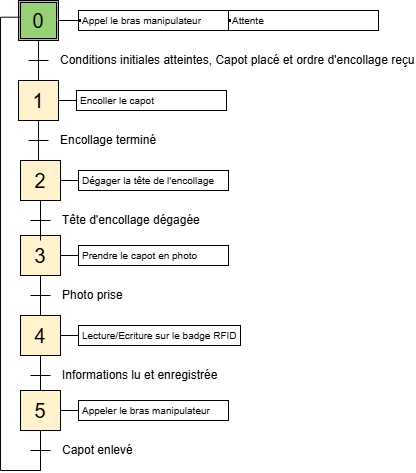 0 Appel le bras manipulateur Attente
Conditions initiales atteintes, Capot placé et ordre d'encollage reçu
1 Encoller le capot
Encollage terminé
2 Dégager la tête de l'encollage
Tête d'encollage dégagée
3 Prendre le capot en photo
Photo prise
4 Lecture/Ecriture sur le badge RFID
Informations lu et enregistrée
5 Appeler le bras manipulateur
Capot enlevé